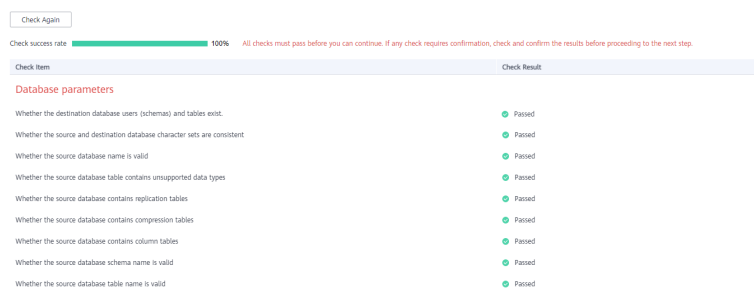 Check Again
Check success rate 100% All checks must pass before you can continue. If any check requires confirmation, check and confirm the results before proceeding to the next step.
Check Item Check Result
Database parameters
Whether the destination database users (schemas) and tables exist. Passed
Whether the source and destination database character sets are consistent Passed
Whether the source database name is valid Passed
Whether the source database table contains unsupported data types Passed
Whether the source database contains replication tables Passed
Whether the source database contains compression tables Passed
Whether the source database contains column tables Passed
Whether the source database schema name is valid Passed
Whether the source database table name is valid Passed